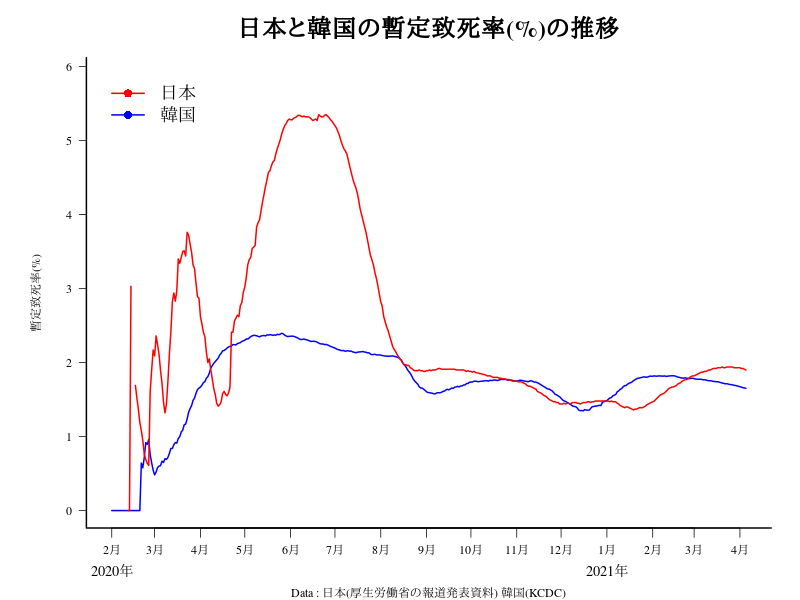 日本と韓国の暫定致死率(%)の推移
日本
韓国
暫定致死率(%)
6
5
4
3
2
1
0
2月 3月 4月 5月 6月 7月 8月 9月 10月 11月 12月 1月 2月 3月 4月
2020年 2021年
Data : 日本(厚生労働省の報道発表資料) 韓国(KCDC)